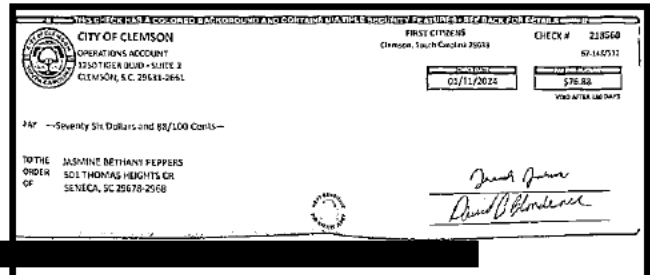 THIS CHECK HAS A COLORED BACKGROUND AND CONTAINS MULTIPLE SECURITY FEATURES - SEE BACK FOR DETAILS
CITY OF CLEMSON
OPERATIONS ACCOUNT
1250 TIGER BLVD - SUITE 2
CLEMSON, S.C. 29631-2661
FIRST CITIZENS
Clemson, South Carolina 29633
CHECK # 218560
01/11/2024
$76.88
VOID AFTER 180 DAYS
PAY ---Seventy Six Dollars and 88/100 Cents---
TO THE
ORDER
OF
JASMINE BETHANY PEPPERS
501 THOMAS HEIGHTS CR
SENECA, SC 29678-2968